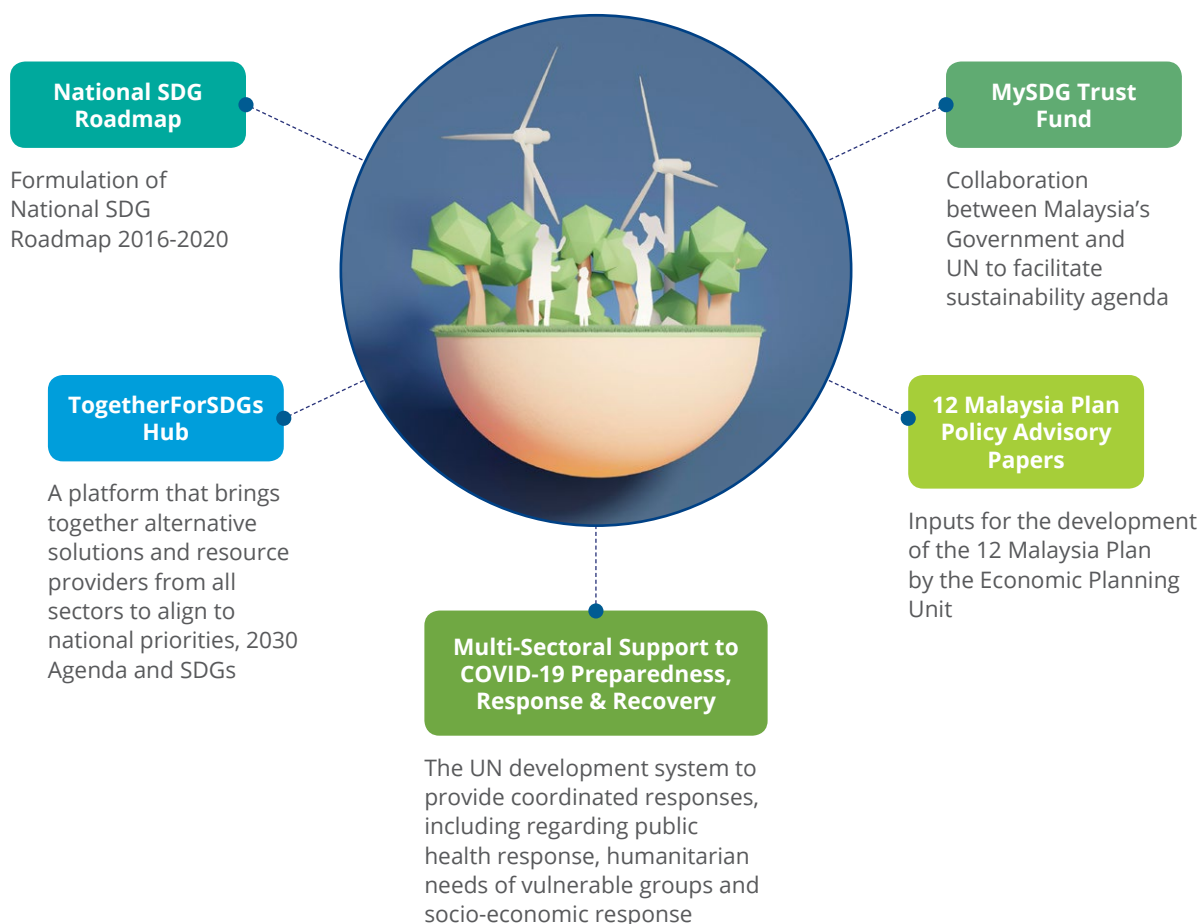 National SDG
Roadmap
Formulation of
National SDG
Roadmap 2016-2020
MySDG Trust
Fund
Collaboration
between Malaysia’s
Government and
UN to facilitate
sustainability agenda
TogetherForSDGs
Hub
A platform that brings
together alternative
solutions and resource
providers from all
sectors to align to
national priorities, 2030
Agenda and SDGs
12 Malaysia Plan
Policy Advisory
Papers
Inputs for the development
of the 12 Malaysia Plan
by the Economic Planning
Unit
Multi-Sectoral Support to
COVID-19 Preparedness,
Response & Recovery
The UN development system to
provide coordinated responses,
including regarding public
health response, humanitarian
needs of vulnerable groups and
socio-economic response